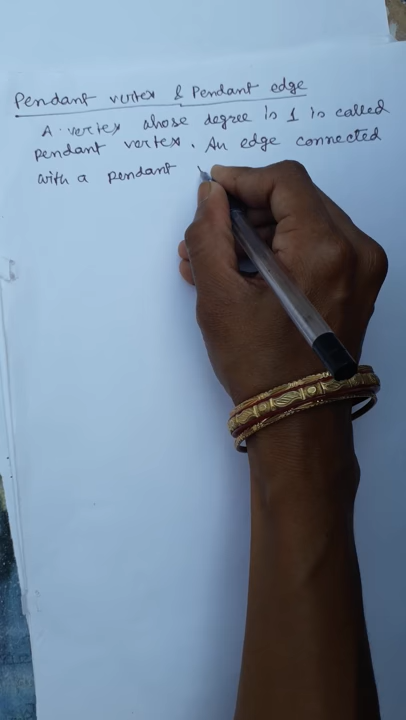 Pendant vertex & Pendant edge
A vertex whose degree is 1 is called
pendant vertex. An edge connected
with a pendant